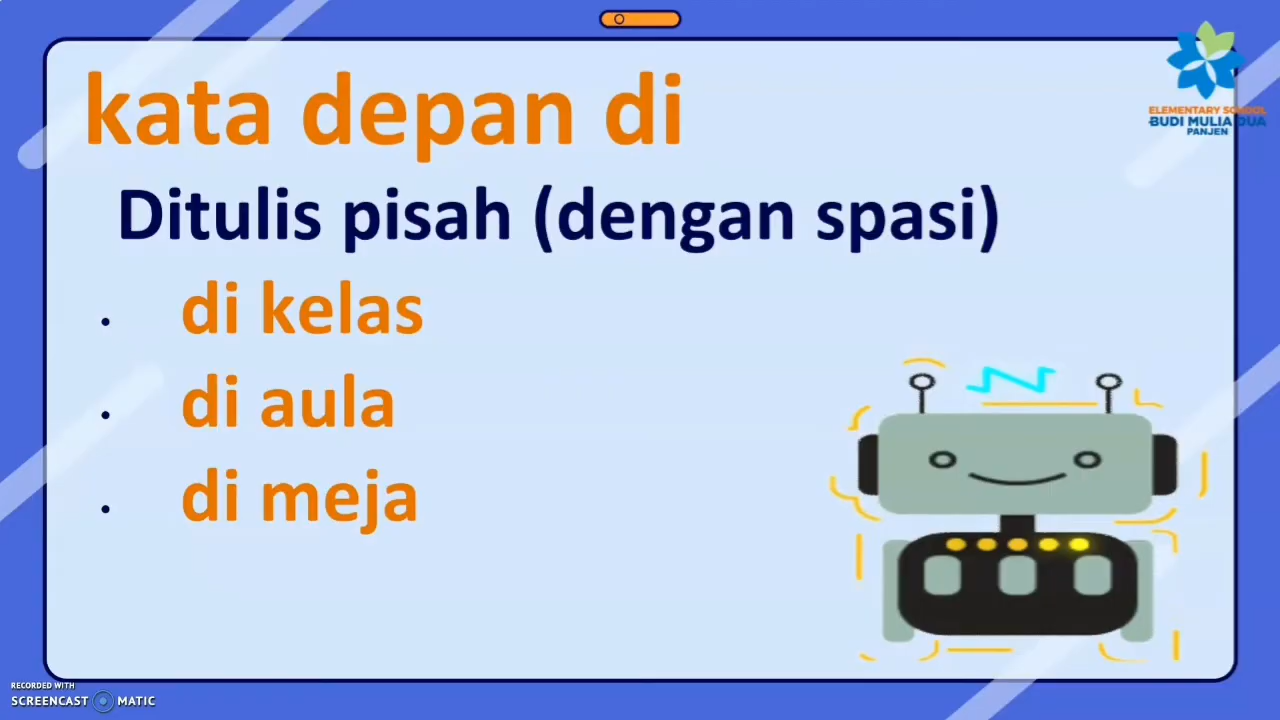 kata depan di
ELEMENTARY SCHOOL
BUDI MULIA DUA
PANJEN
Ditulis pisah (dengan spasi)
• di kelas
• di aula
• di meja
RECORDED WITH
SCREENCAST MATIC